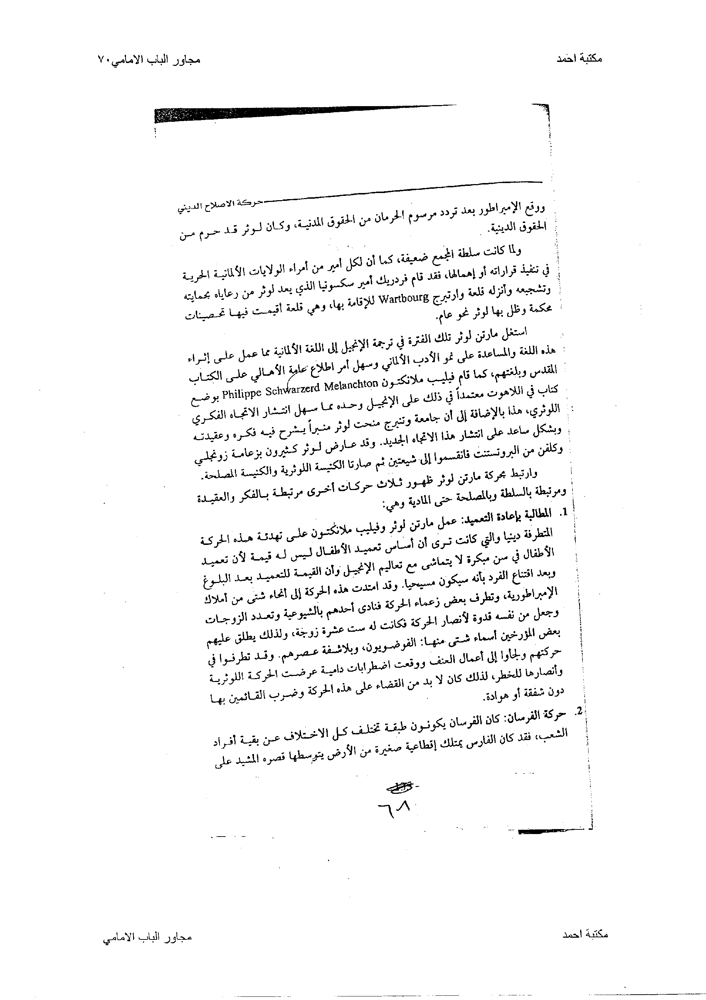 مكتبة احمد
مجاور الباب الامامي ٧٠
حركة الاصلاح الديني
ووقع الإمبراطور بعد تردد مرسوم الحرمان من الحقوق المدنية، وكان لوثر قد حرم من
الحقوق الدينية.
ولما كانت سلطة المجمع ضعيفة، كما أن لكل أمير من أمراء الولايات الألمانية الحرية
في تنفيذ قراراته أو إهمالها، فقد قام فردريك أمير سكسونيا الذي يعد لوثر من رعاياه بحمايته
وتشجيعه وأنزله قلعة وارتبرج Wartbourg للإقامة بها، وهي قلعة أقيمت فيها تحصينات
محكمة وظل بها لوثر نحو عام.
استغل مارتن لوثر تلك الفترة في ترجمة الإنجيل إلى اللغة الألمانية مما عمل على إثراء
هذه اللغة والمساعدة على نمو الأدب الألماني وسهل أمر اطلاع عامة الأهالي على الكتاب
المقدس وبلغتهم، كما قام فيليب ملانكتون Philippe Schwarzerd Melanchton بوضع
كتاب في اللاهوت معتمداً في ذلك على الإنجيل وحده مما سهل انتشار الاتجاه الفكري
اللوثري، هذا بالإضافة إلى أن جامعة وتنبرج منحت لوثر منبراً يشرح فيه فكره وعقيدته
وبشكل ساعد على انتشار هذا الاتجاه الجديد. وقد عارض لوثر كثيرون بزعامة زونجلي
وكلفن من البروتستنت فانقسموا إلى شيعتين ثم صارتا الكنيسة اللوثرية والكنيسة المصلحة.
وارتبط بحركة مارتن لوثر ظهور ثلاث حركات أخرى مرتبطة بالفكر والعقيدة
ومرتبطة بالسلطة وبالمصلحة حتى المادية وهي:
1. المطالبة بإعادة التعميد: عمل مارتن لوثر وفيليب ملانكتون على تهدئة هذه الحركة
المتطرفة دينيا والتي كانت ترى أن أساس تعميد الأطفال ليس له قيمة لأن تعميد
الأطفال في سن مبكرة لا يتماشى مع تعاليم الإنجيل وأن القيمة للتعميد بعد البلوغ
وبعد اقتناع الفرد بأنه سيكون مسيحيا. وقد امتدت هذه الحركة إلى أنحاء شتى من أملاك
الإمبراطورية، وتطرف بعض زعماء الحركة فنادى أحدهم بالشيوعية وتعدد الزوجات
وجعل من نفسه قدوة لأنصار الحركة فكانت له ست عشرة زوجة، ولذلك يطلق عليهم
بعض المؤرخين أسماء شتى منها: الفوضويون، وبلاشفة عصرهم. وقد تطرفوا في
حركتهم ولجأوا إلى أعمال العنف ووقعت اضطرابات دامية عرضت الحركة اللوثرية
وأنصارها للخطر، لذلك كان لا بد من القضاء على هذه الحركة وضرب القائمين بها
دون شفقة أو هوادة.
2. حركة الفرسان: كان الفرسان يكونون طبقة تختلف كل الاختلاف عن بقية أفراد
الشعب، فقد كان الفارس يمتلك إقطاعية صغيرة من الأرض يتوسطها قصره المشيد على
٦٨
مكتبة احمد
مجاور الباب الامامي